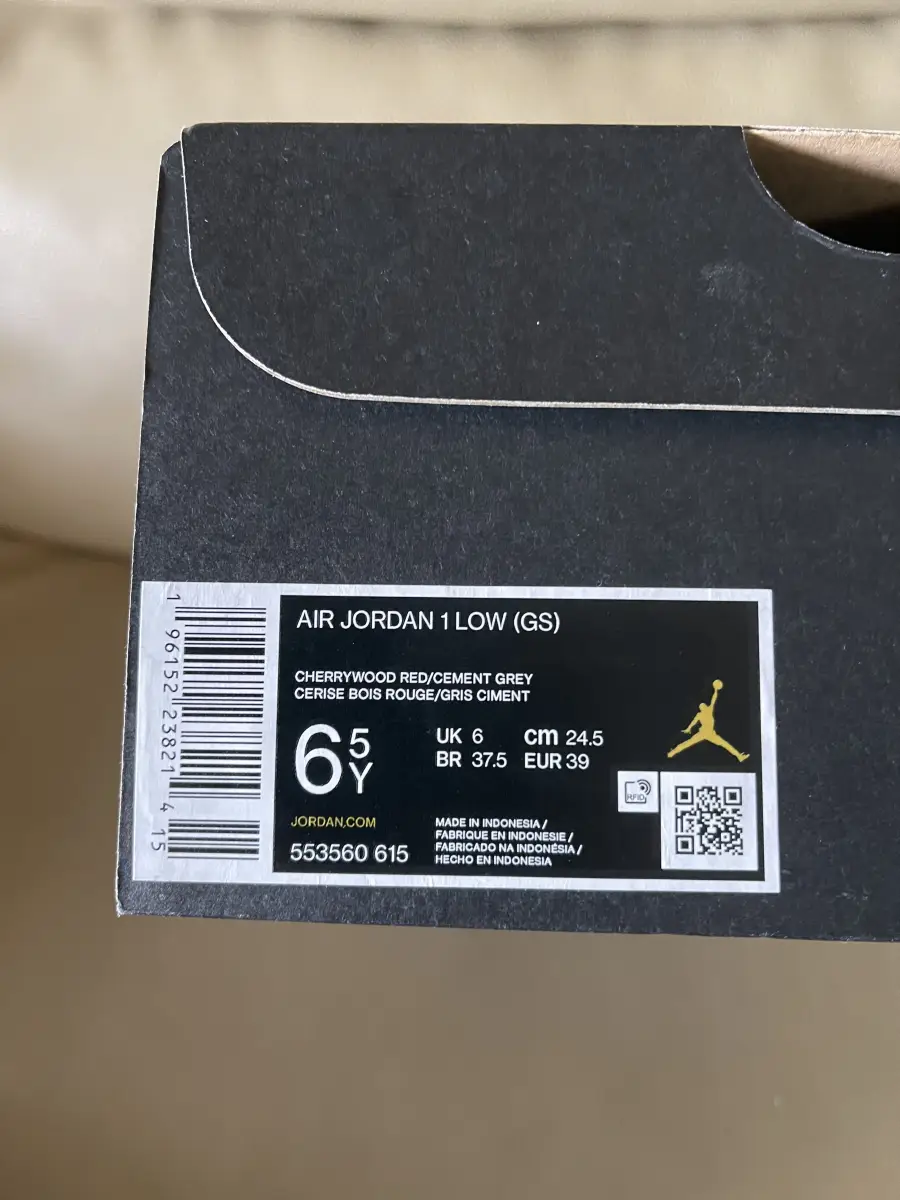 AIR JORDAN 1 LOW (GS)
CHERRYWOOD RED/CEMENT GREY
CERISE BOIS ROUGE/GRIS CIMENT
6 5 Y
UK 6 cm 24.5
BR 37.5 EUR 39
JORDAN.COM
553560 615
MADE IN INDONESIA /
FABRIQUE EN INDONESIE /
FABRICADO NA INDONÉSIA /
HECHO EN INDONESIA
RFID
1 96152 23821 4 15